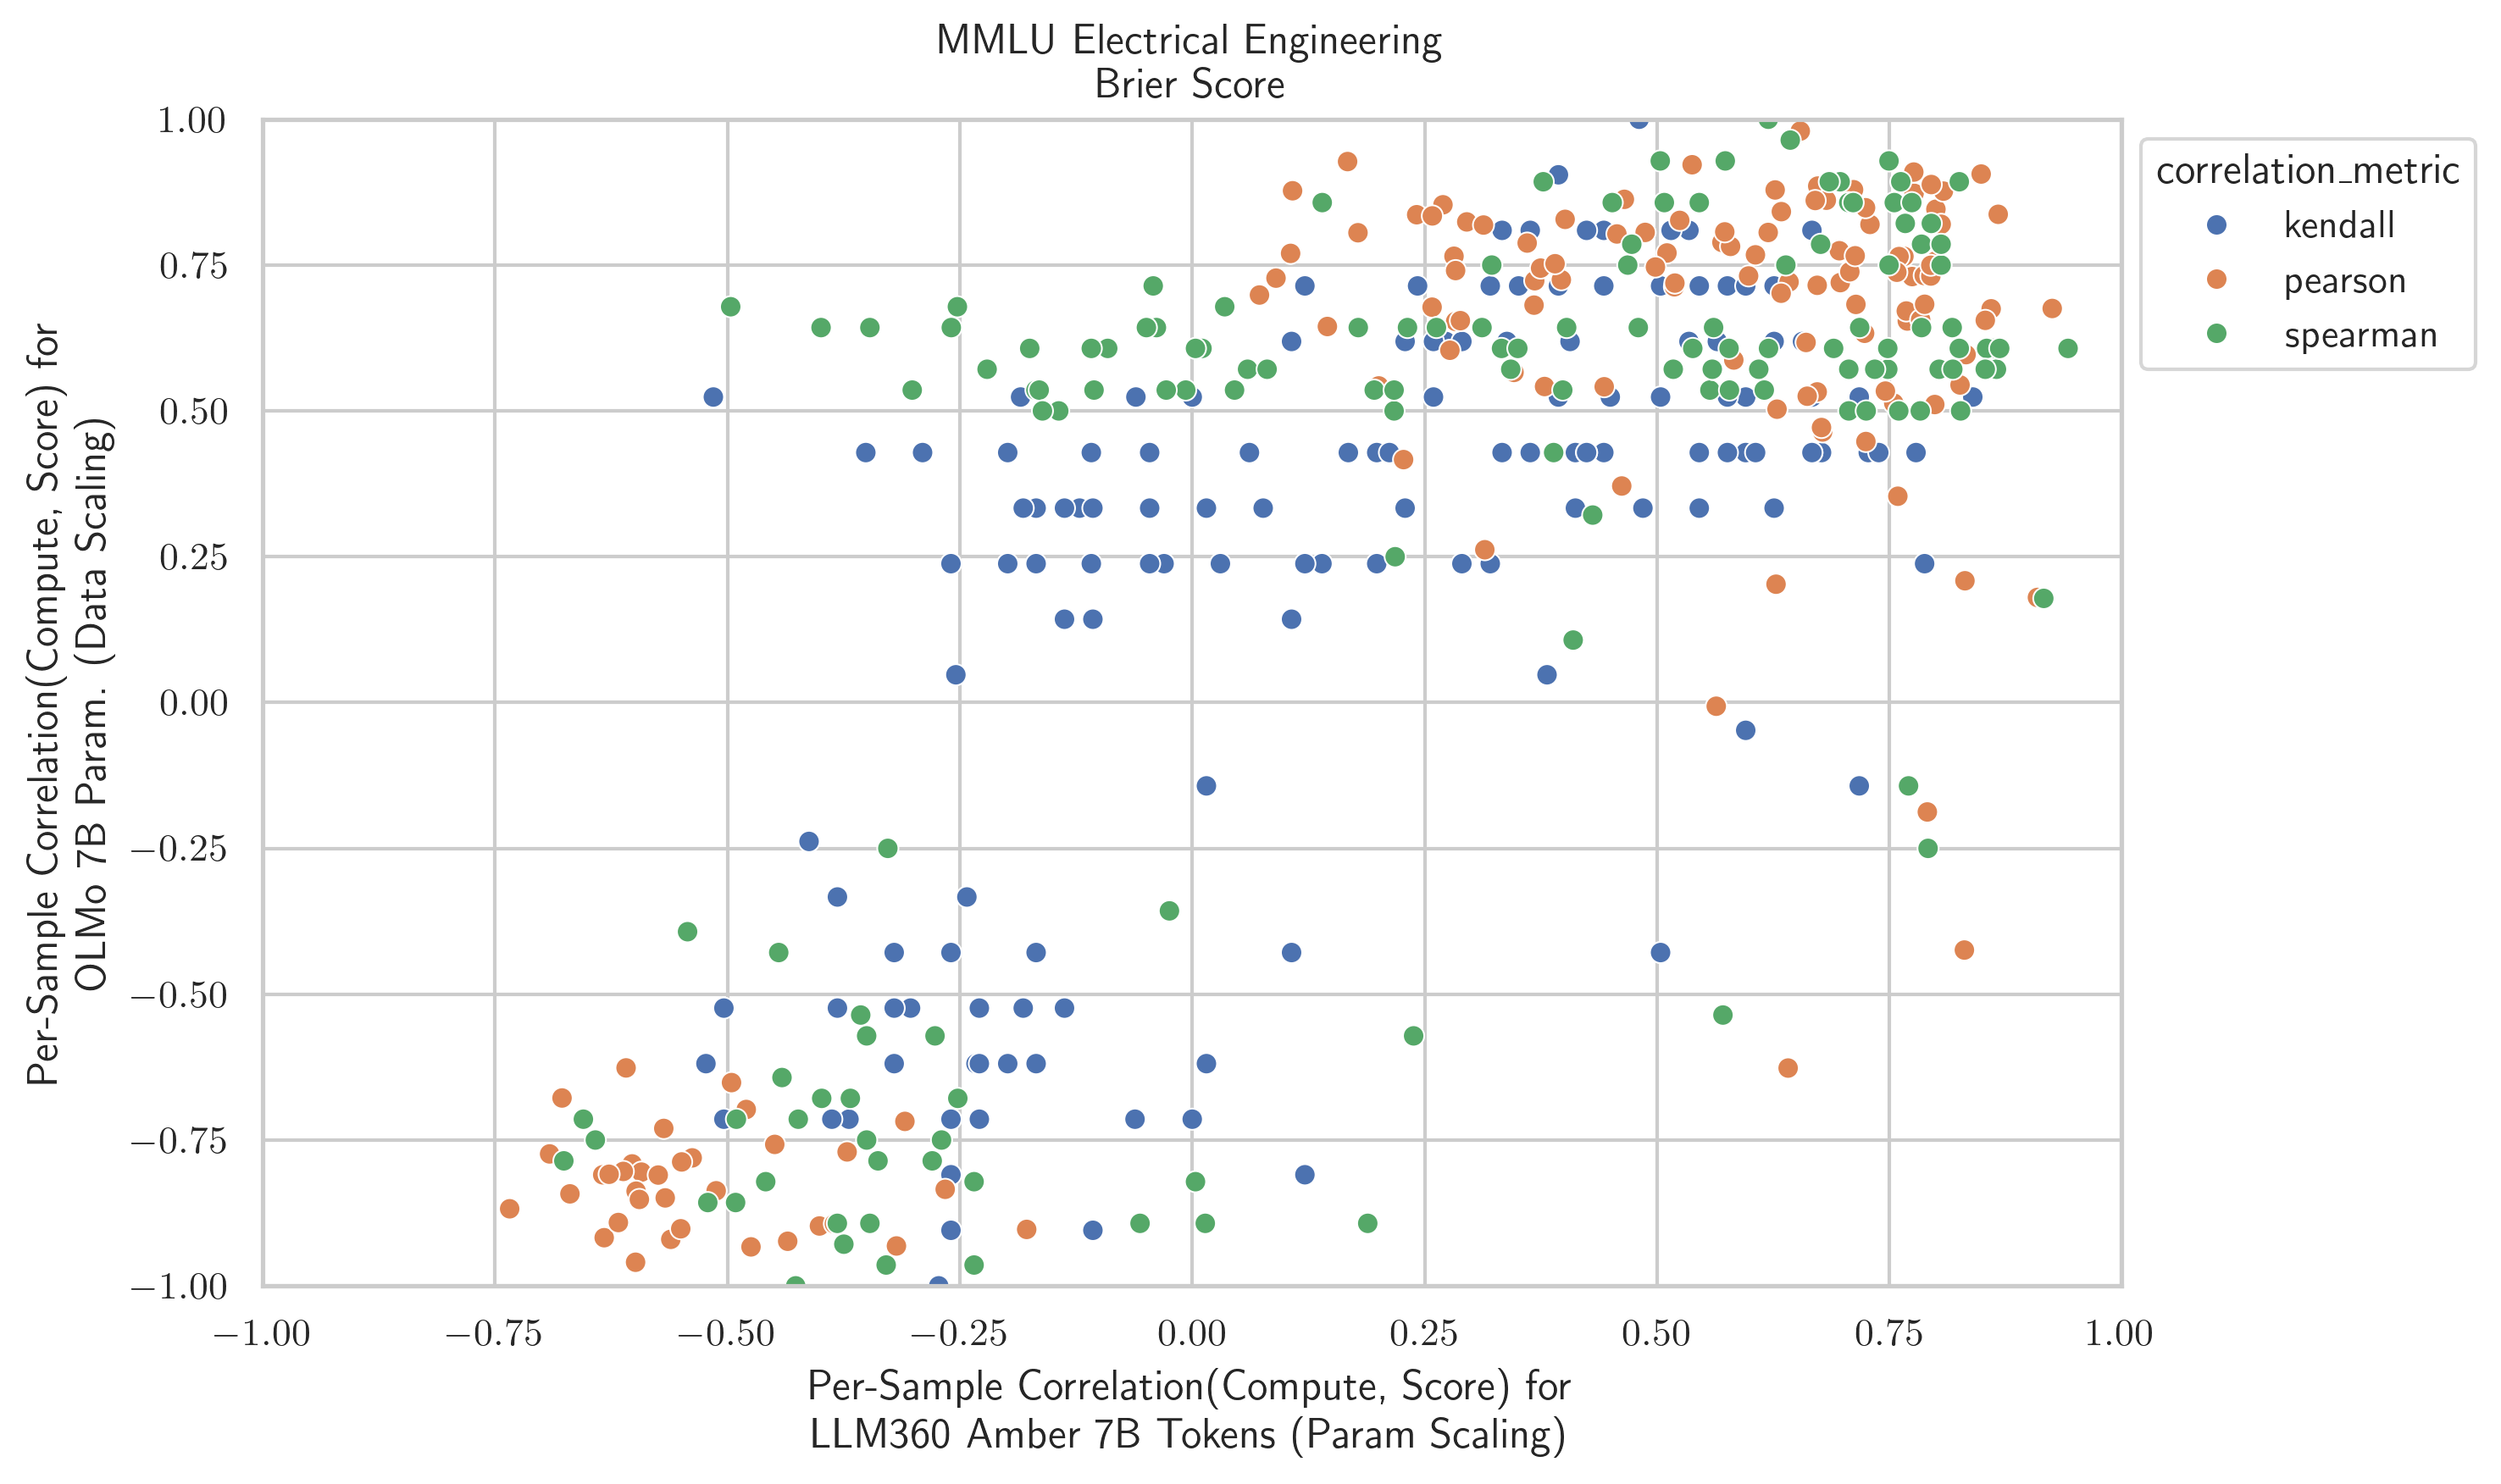 MMLU Electrical Engineering
Brier Score
Per-Sample Correlation(Compute, Score) for
OLMo 7B Param. (Data Scaling)
1.00
0.75
0.50
0.25
0.00
−0.25
−0.50
−0.75
−1.00
−1.00
−0.75
−0.50
−0.25
0.00
0.25
0.50
0.75
1.00
Per-Sample Correlation(Compute, Score) for
LLM360 Amber 7B Tokens (Param Scaling)
correlation_metric
kendall
pearson
spearman